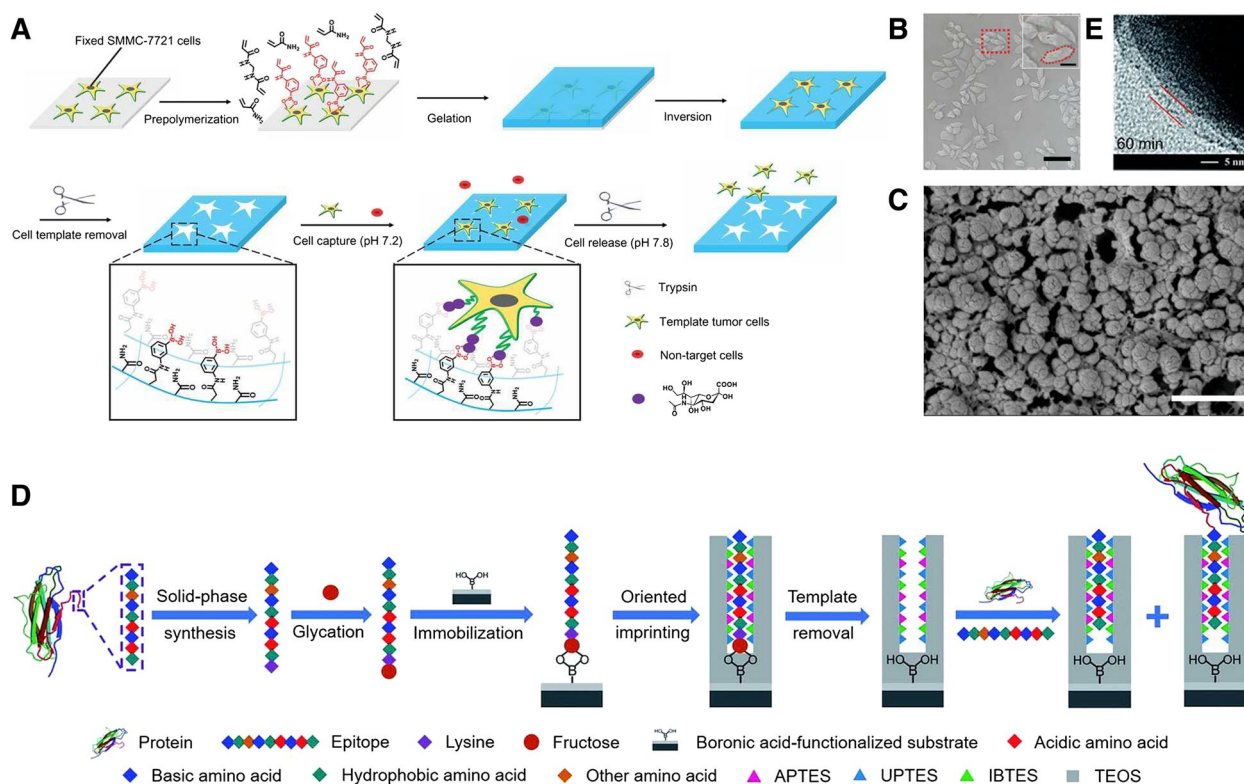 A
Fixed SMMC-7721 cells
Prepolymerization
Gelation
Inversion
Cell template removal
Cell capture (pH 7.2)
Cell release (pH 7.8)
Trypsin
Template tumor cells
Non-target cells
B
E
60 min
5 nm
C
D
Solid-phase
synthesis
Glycation
Immobilization
Oriented
imprinting
Template
removal
Protein
Epitope
Lysine
Fructose
Boronic acid-functionalized substrate
Acidic amino acid
Basic amino acid
Hydrophobic amino acid
Other amino acid
APTES
UPTES
IBTES
TEOS